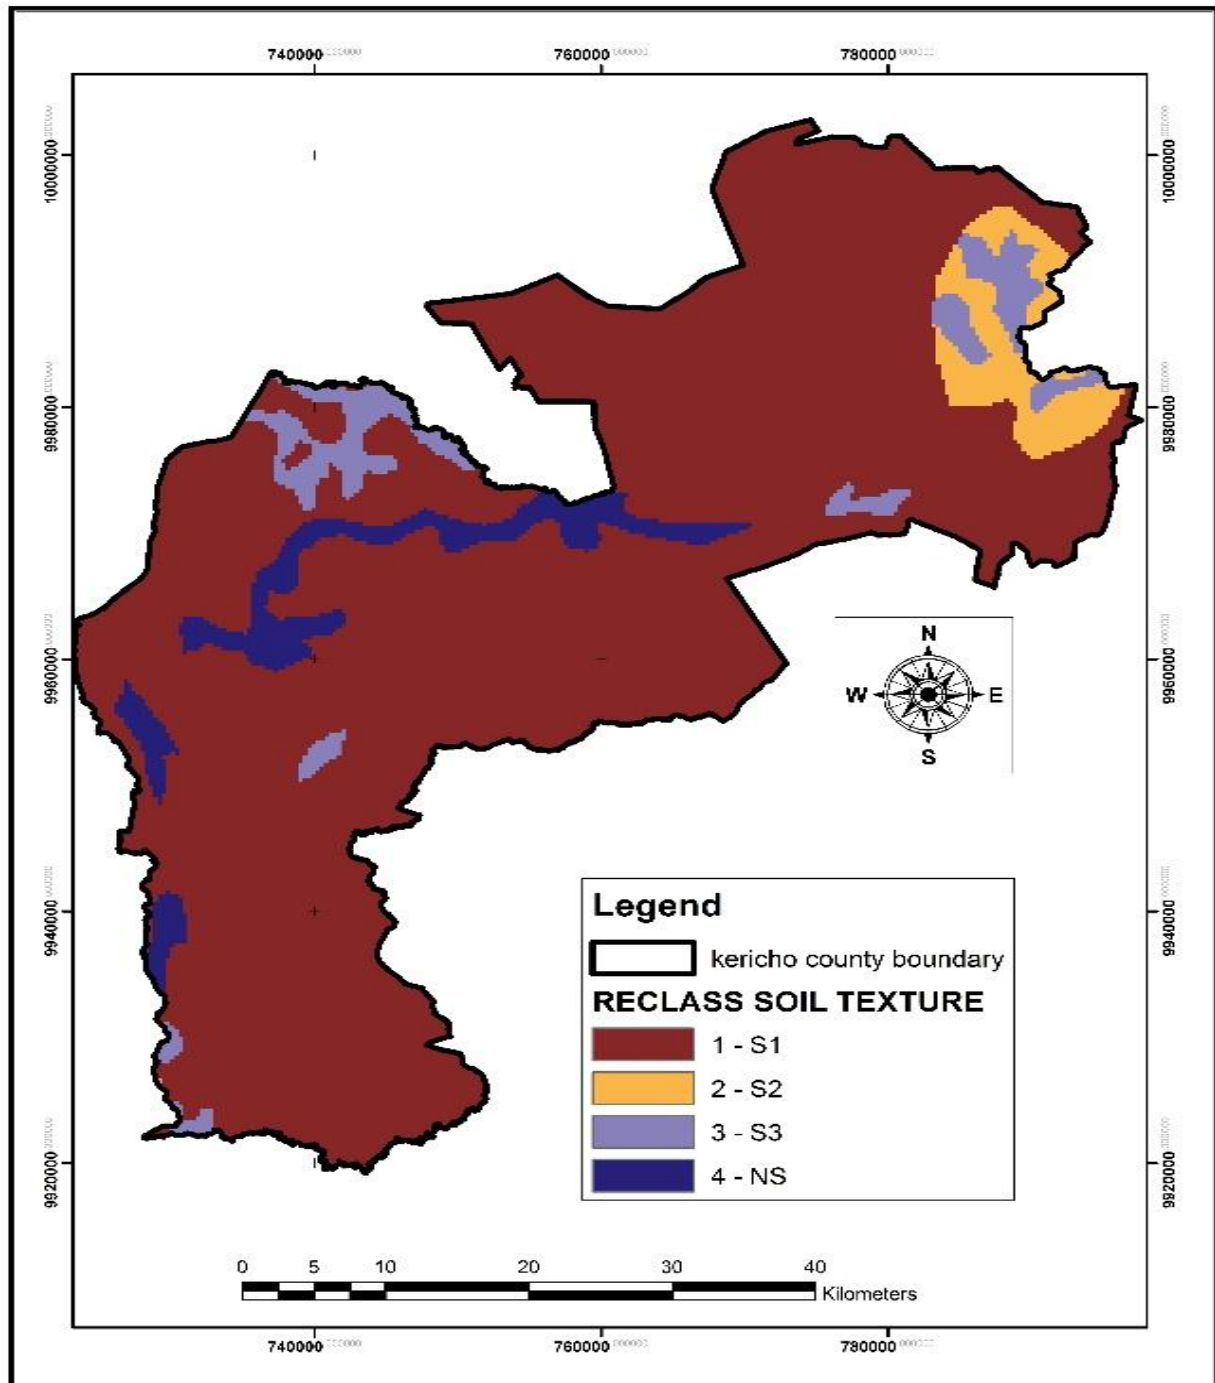 740000 760000 780000
10000000 10000000
9980000 9980000
9960000 9960000
9940000 9940000
9920000 9920000
N
W E
S
Legend
kericho county boundary
RECLASS SOIL TEXTURE
1 - S1
2 - S2
3 - S3
4 - NS
0 5 10 20 30 40
Kilometers
740000 760000 780000